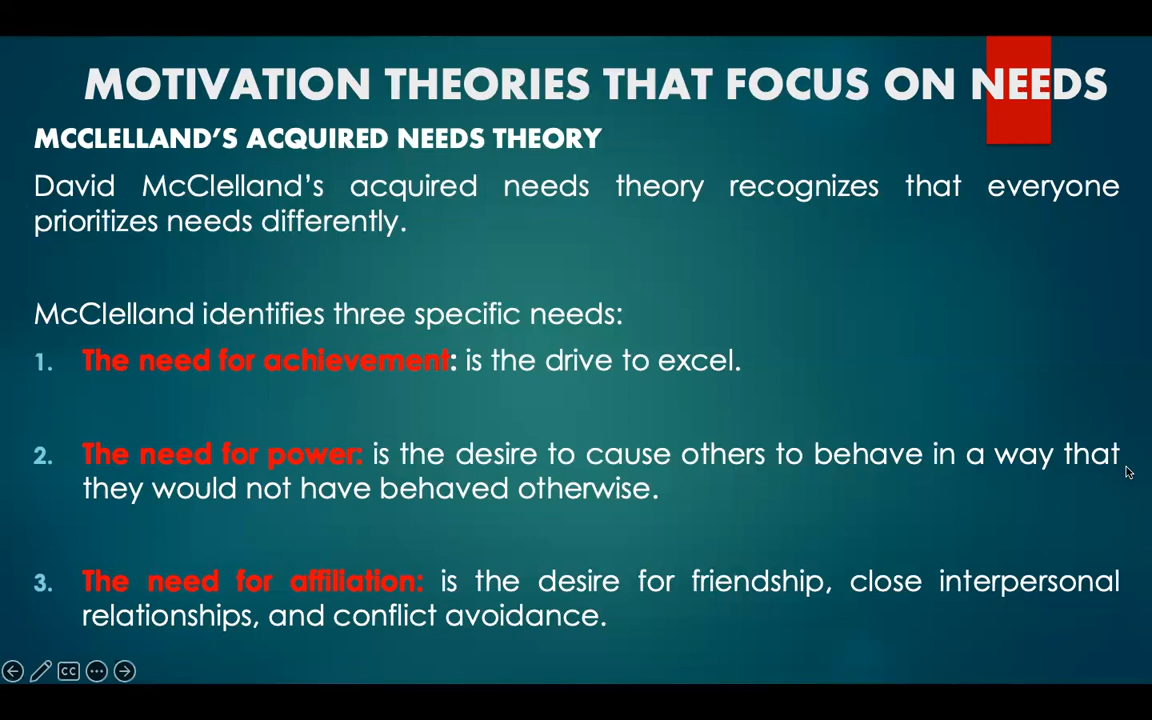 MOTIVATION THEORIES THAT FOCUS ON NEEDS
MCCLELLAND'S ACQUIRED NEEDS THEORY
David McClelland's acquired needs theory recognizes that everyone
prioritizes needs differently.
McClelland identifies three specific needs:
1. The need for achievement: is the drive to excel.
2. The need for power: is the desire to cause others to behave in a way that
they would not have behaved otherwise.
3. The need for affiliation: is the desire for friendship, close interpersonal
relationships, and conflict avoidance.
CC